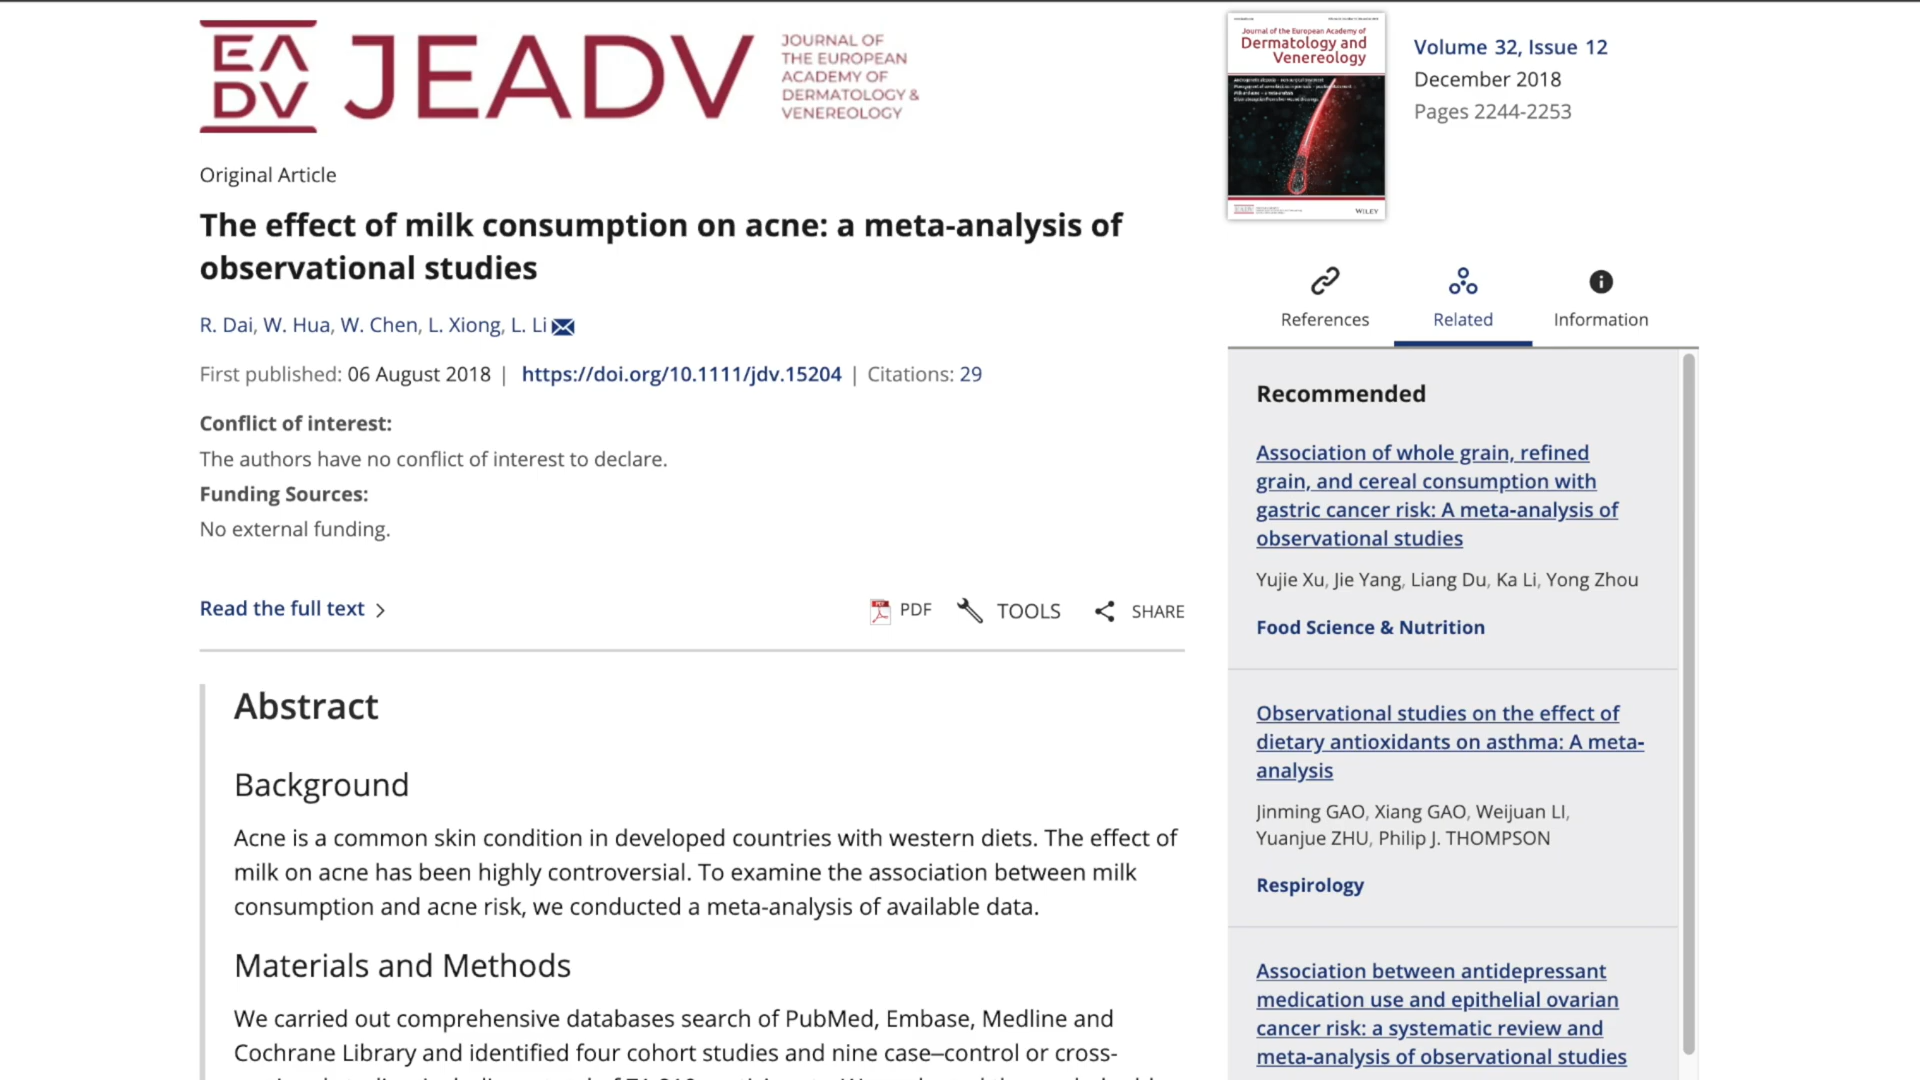 EADV
JEADV
JOURNAL OF
THE EUROPEAN
ACADEMY OF
DERMATOLOGY &
VENEREOLOGY
Original Article
The effect of milk consumption on acne: a meta-analysis of
observational studies
R. Dai, W. Hua, W. Chen, L. Xiong, L. Li
First published: 06 August 2018 | https://doi.org/10.1111/jdv.15204 | Citations: 29
Conflict of interest:
The authors have no conflict of interest to declare.
Funding Sources:
No external funding.
Read the full text
PDF TOOLS SHARE
Abstract
Background
Acne is a common skin condition in developed countries with western diets. The effect of
milk on acne has been highly controversial. To examine the association between milk
consumption and acne risk, we conducted a meta-analysis of available data.
Materials and Methods
We carried out comprehensive databases search of PubMed, Embase, Medline and
Cochrane Library and identified four cohort studies and nine case–control or cross-
Journal of the European Academy of
Dermatology and
Venereology
WILEY
Volume 32, Issue 12
December 2018
Pages 2244-2253
References Related Information
Recommended
Association of whole grain, refined
grain, and cereal consumption with
gastric cancer risk: A meta-analysis of
observational studies
Yujie Xu, Jie Yang, Liang Du, Ka Li, Yong Zhou
Food Science & Nutrition
Observational studies on the effect of
dietary antioxidants on asthma: A meta-
analysis
Jinming GAO, Xiang GAO, Weijuan LI,
Yuanjue ZHU, Philip J. THOMPSON
Respirology
Association between antidepressant
medication use and epithelial ovarian
cancer risk: a systematic review and
meta-analysis of observational studies